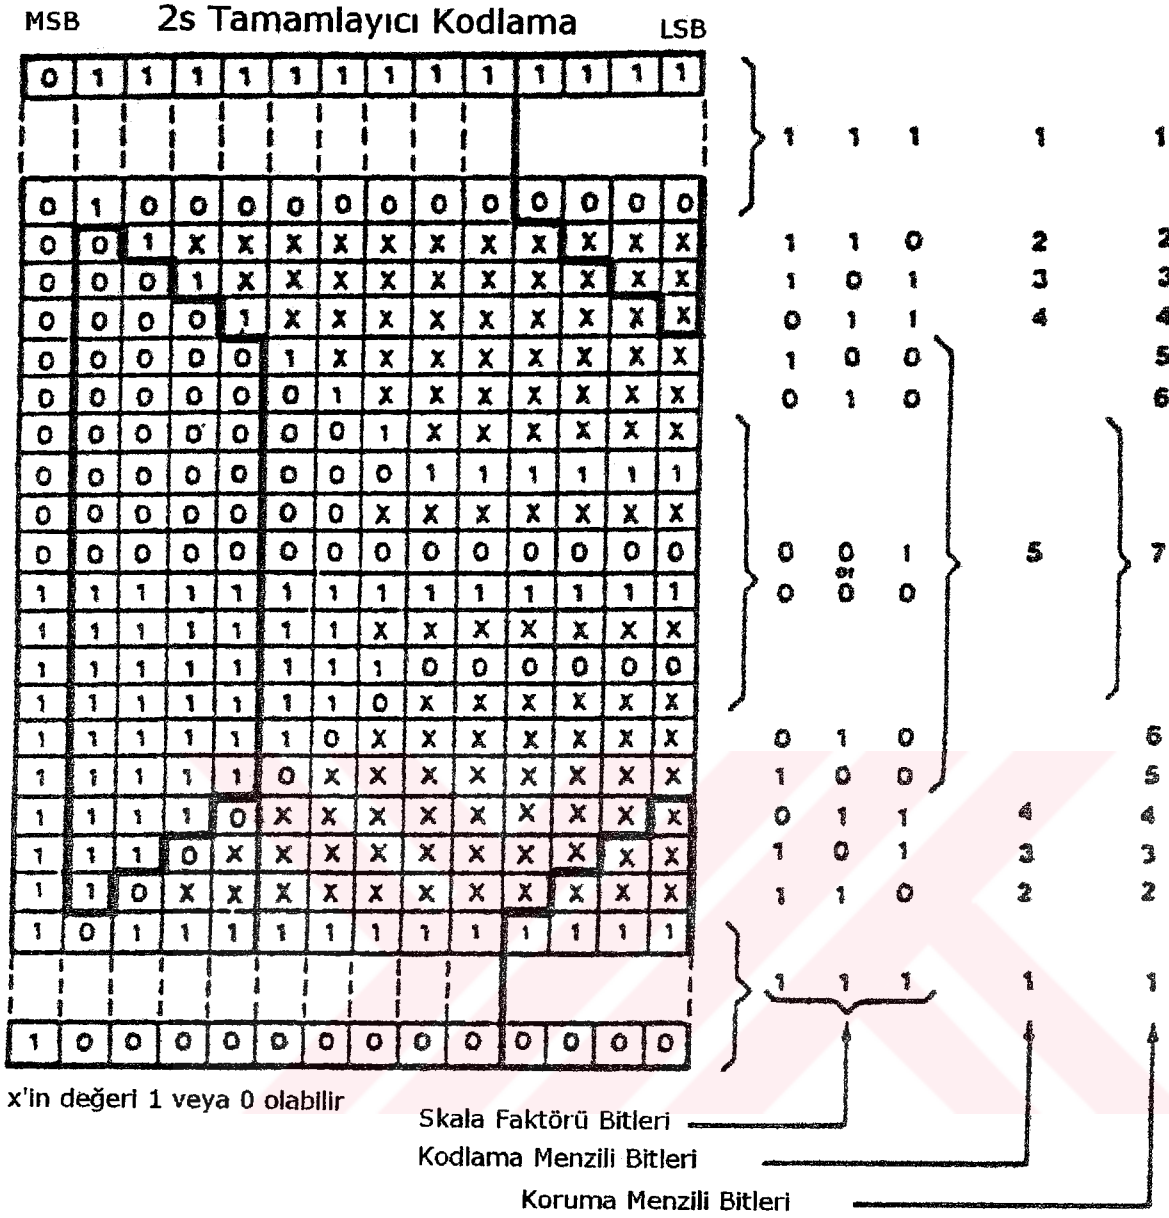 MSB 2s Tamamlayıcı Kodlama LSB
0 1 1 1 1 1 1 1 1 1 1 1 1 1
1 1 1 1 1
0 1 0 0 0 0 0 0 0 0 0 0 0 0
0 0 1 X X X X X X X X X X X 1 1 0 2 2
0 0 0 1 X X X X X X X X X X 1 0 1 3 3
0 0 0 0 1 X X X X X X X X X 0 1 1 4 4
0 0 0 0 0 1 X X X X X X X X 1 0 0 5
0 0 0 0 0 0 1 X X X X X X X 0 1 0 6
0 0 0 0 0 0 0 1 X X X X X X
0 0 0 0 0 0 0 0 1 1 1 1 1 1
0 0 0 0 0 0 0 X X X X X X X
0 0 0 0 0 0 0 0 0 0 0 0 0 0 0 0 1 5 7
or
1 1 1 1 1 1 1 1 1 1 1 1 1 1 0 0 0
1 1 1 1 1 1 1 X X X X X X X
1 1 1 1 1 1 1 1 0 0 0 0 0 0
1 1 1 1 1 1 1 0 X X X X X X
1 1 1 1 1 1 0 X X X X X X X 0 1 0 6
1 1 1 1 1 0 X X X X X X X X 1 0 0 5
1 1 1 1 0 X X X X X X X X X 0 1 1 4 4
1 1 1 0 X X X X X X X X X X 1 0 1 3 3
1 1 0 X X X X X X X X X X X 1 1 0 2 2
1 0 1 1 1 1 1 1 1 1 1 1 1 1
1 1 1 1 1
1 0 0 0 0 0 0 0 0 0 0 0 0 0
x'in değeri 1 veya 0 olabilir
Skala Faktörü Bitleri
Kodlama Menzili Bitleri
Koruma Menzili Bitleri